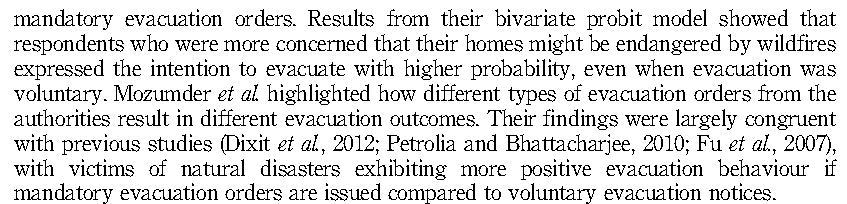 mandatory evacuation orders. Results from their bivariate probit model showed that
respondents who were more concerned that their homes might be endangered by wildfires
expressed the intention to evacuate with higher probability, even when evacuation was
voluntary. Mozumder et al. highlighted how different types of evacuation orders from the
authorities result in different evacuation outcomes. Their findings were largely congruent
with previous studies (Dixit et al., 2012; Petrolia and Bhattacharjee, 2010; Fu et al., 2007),
with victims of natural disasters exhibiting more positive evacuation behaviour if
mandatory evacuation orders are issued compared to voluntary evacuation notices.